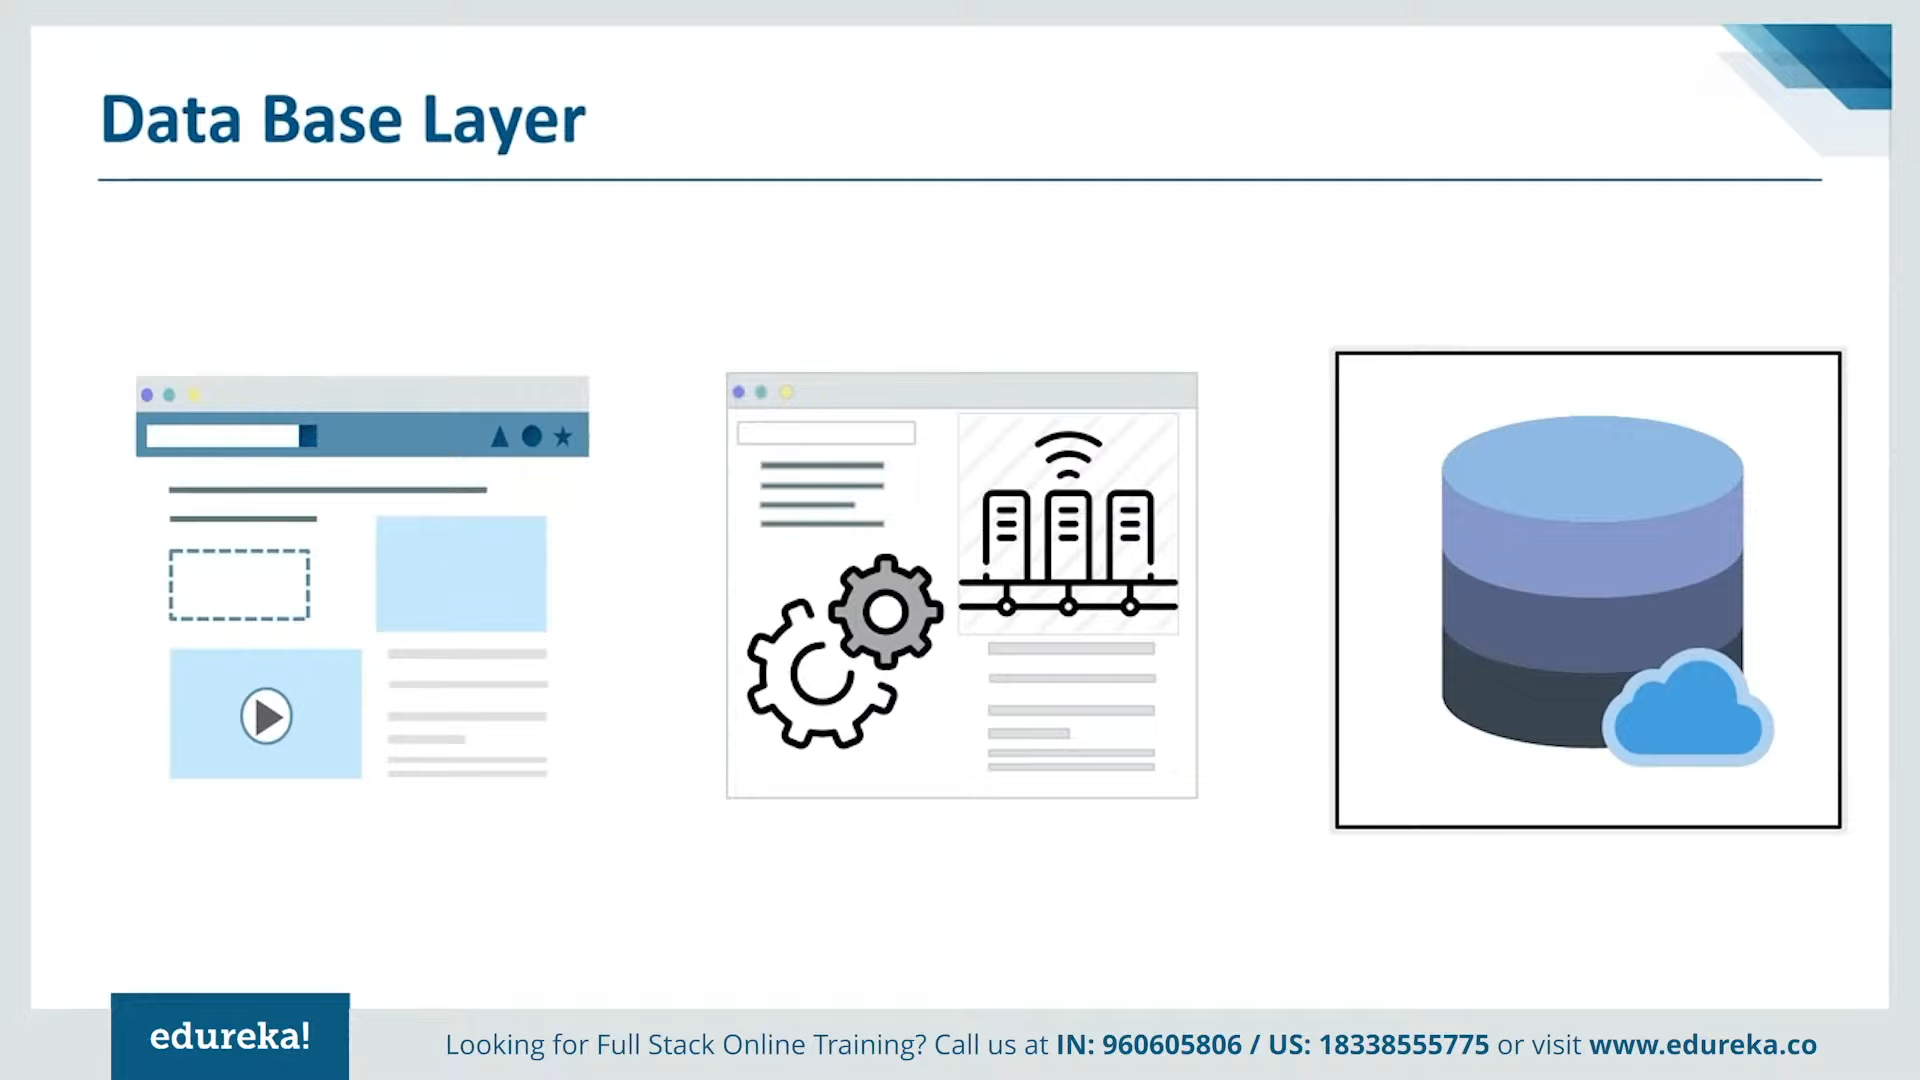 Data Base Layer
edureka!
Looking for Full Stack Online Training? Call us at IN: 960605806 / US: 18338555775 or visit www.edureka.co